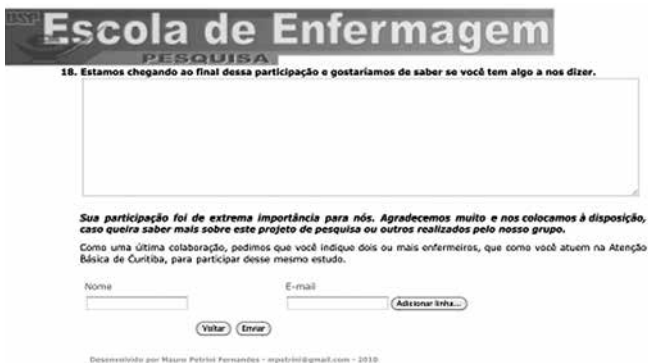 USP
Escola de Enfermagem
PESQUISA
18. Estamos chegando ao final dessa participação e gostaríamos de saber se você tem algo a nos dizer.
Sua participação foi de extrema importância para nós. Agradecemos muito e nos colocamos à disposição,
caso queira saber mais sobre este projeto de pesquisa ou outros realizados pelo nosso grupo.
Como uma última colaboração, pedimos que você indique dois ou mais enfermeiros, que como você atuem na Atenção
Básica de Curitiba, para participar desse mesmo estudo.
Nome E-mail
Adicionar linha...
Voltar Enviar
Desenvolvido por Mauro Petrini Fernandes - mpetrini@gmail.com - 2010